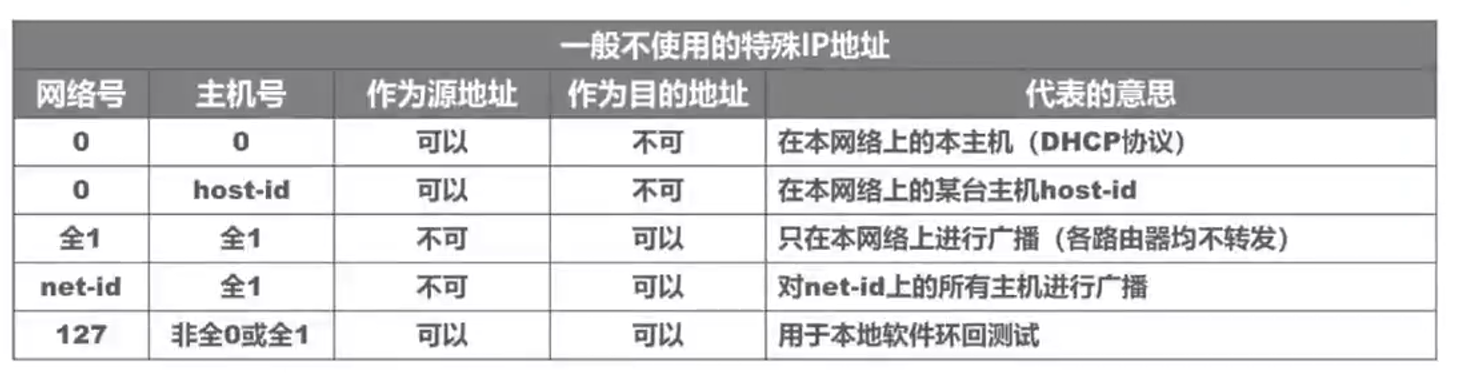 一般不使用的特殊IP地址
网络号 主机号 作为源地址 作为目的地址 代表的意思
0 0 可以 不可 在本网络上的本主机（DHCP协议）
0 host-id 可以 不可 在本网络上的某台主机host-id
全1 全1 不可 可以 只在本网络上进行广播（各路由器均不转发）
net-id 全1 不可 可以 对net-id上的所有主机进行广播
127 非全0或全1 可以 可以 用于本地软件环回测试